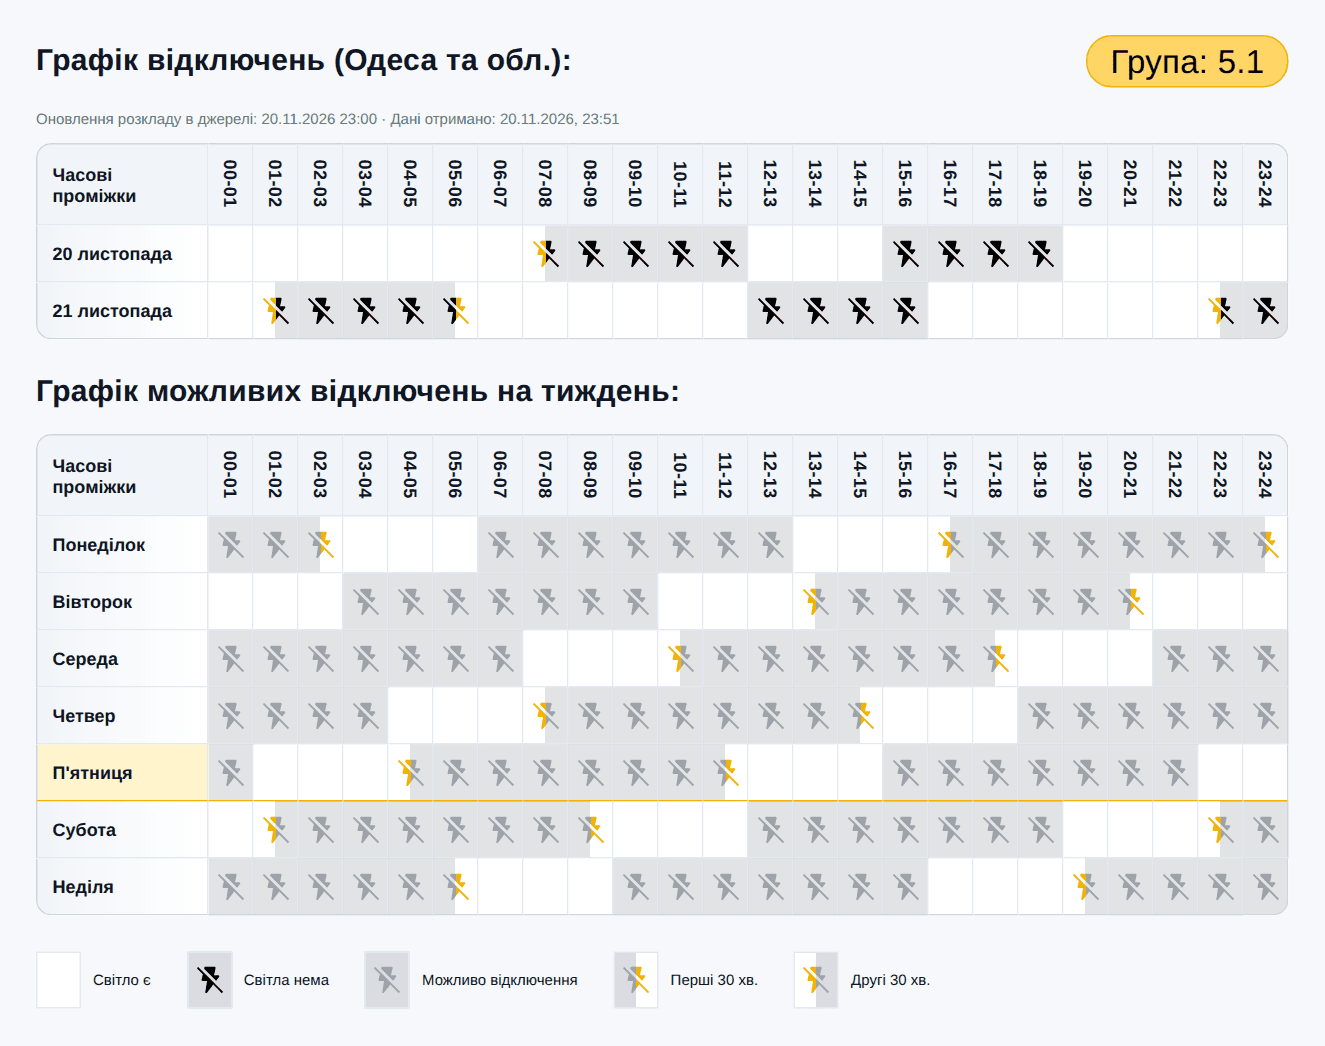 Графік відключень (Одеса та обл.):
Група: 5.1
Оновлення розкладу в джерелі: 20.11.2026 23:00 · Дані отримано: 20.11.2026, 23:51
Часові
проміжки
00-01 01-02 02-03 03-04 04-05 05-06 06-07 07-08 08-09 09-10 10-11 11-12 12-13 13-14 14-15 15-16 16-17 17-18 18-19 19-20 20-21 21-22 22-23 23-24
20 листопада
21 листопада
Графік можливих відключень на тиждень:
Часові
проміжки
00-01 01-02 02-03 03-04 04-05 05-06 06-07 07-08 08-09 09-10 10-11 11-12 12-13 13-14 14-15 15-16 16-17 17-18 18-19 19-20 20-21 21-22 22-23 23-24
Понеділок
Вівторок
Середа
Четвер
П'ятниця
Субота
Неділя
Світло є
Світла нема
Можливо відключення
Перші 30 хв.
Другі 30 хв.